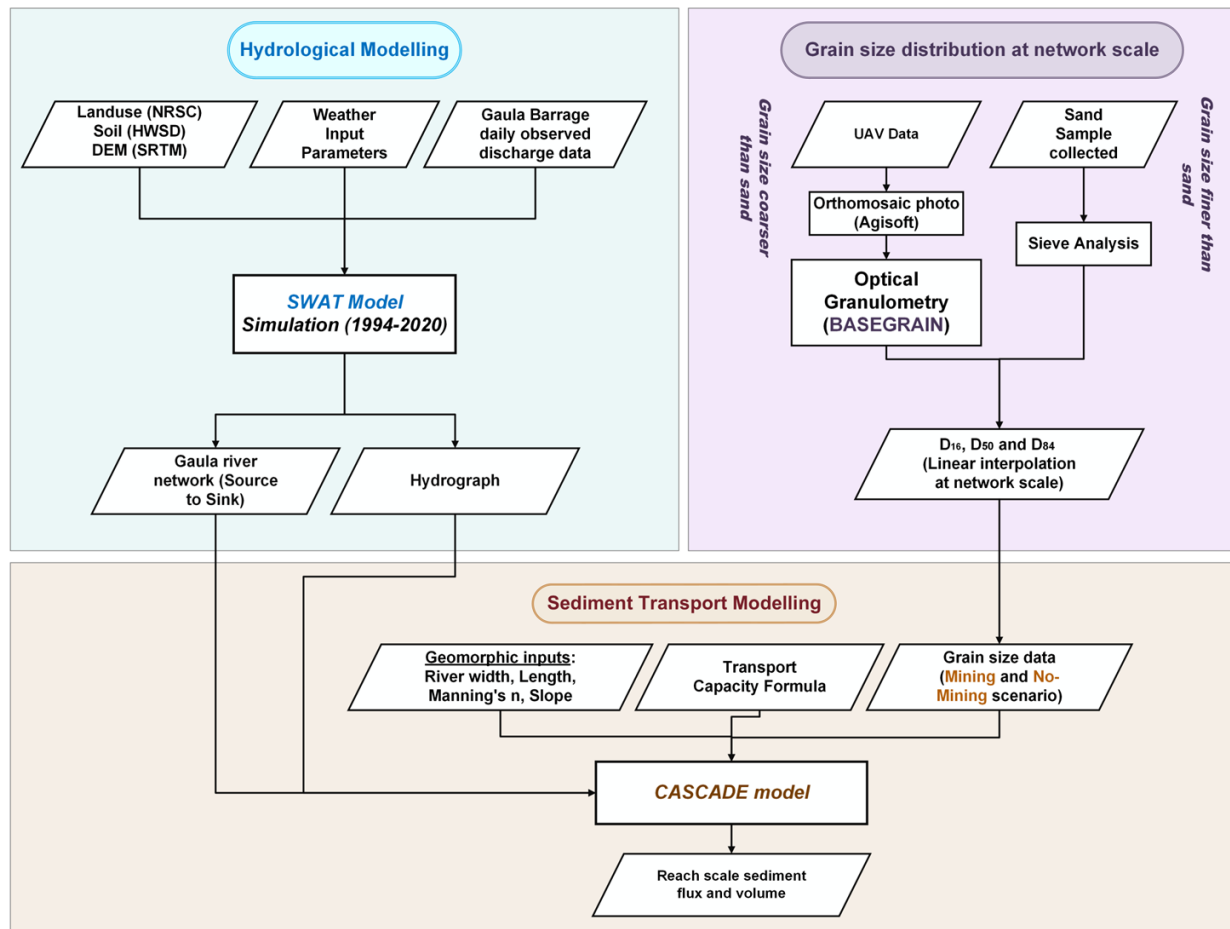 Hydrological Modelling
Landuse (NRSC)
Soil (HWSD)
DEM (SRTM)
Weather
Input
Parameters
Gaula Barrage
daily observed
discharge data
SWAT Model
Simulation (1994-2020)
Gaula river
network (Source
to Sink)
Hydrograph
Grain size distribution at network scale
Grain size coarser
than sand
UAV Data
Orthomosaic photo
(Agisoft)
Optical
Granulometry
(BASEGRAIN)
Sand
Sample
collected
Sieve Analysis
Grain size finer than
sand
D₁₆, D₅₀ and D₈₄
(Linear interpolation
at network scale)
Sediment Transport Modelling
Geomorphic inputs:
River width, Length,
Manning's n, Slope
Transport
Capacity Formula
Grain size data
(Mining and No-
Mining scenario)
CASCADE model
Reach scale sediment
flux and volume